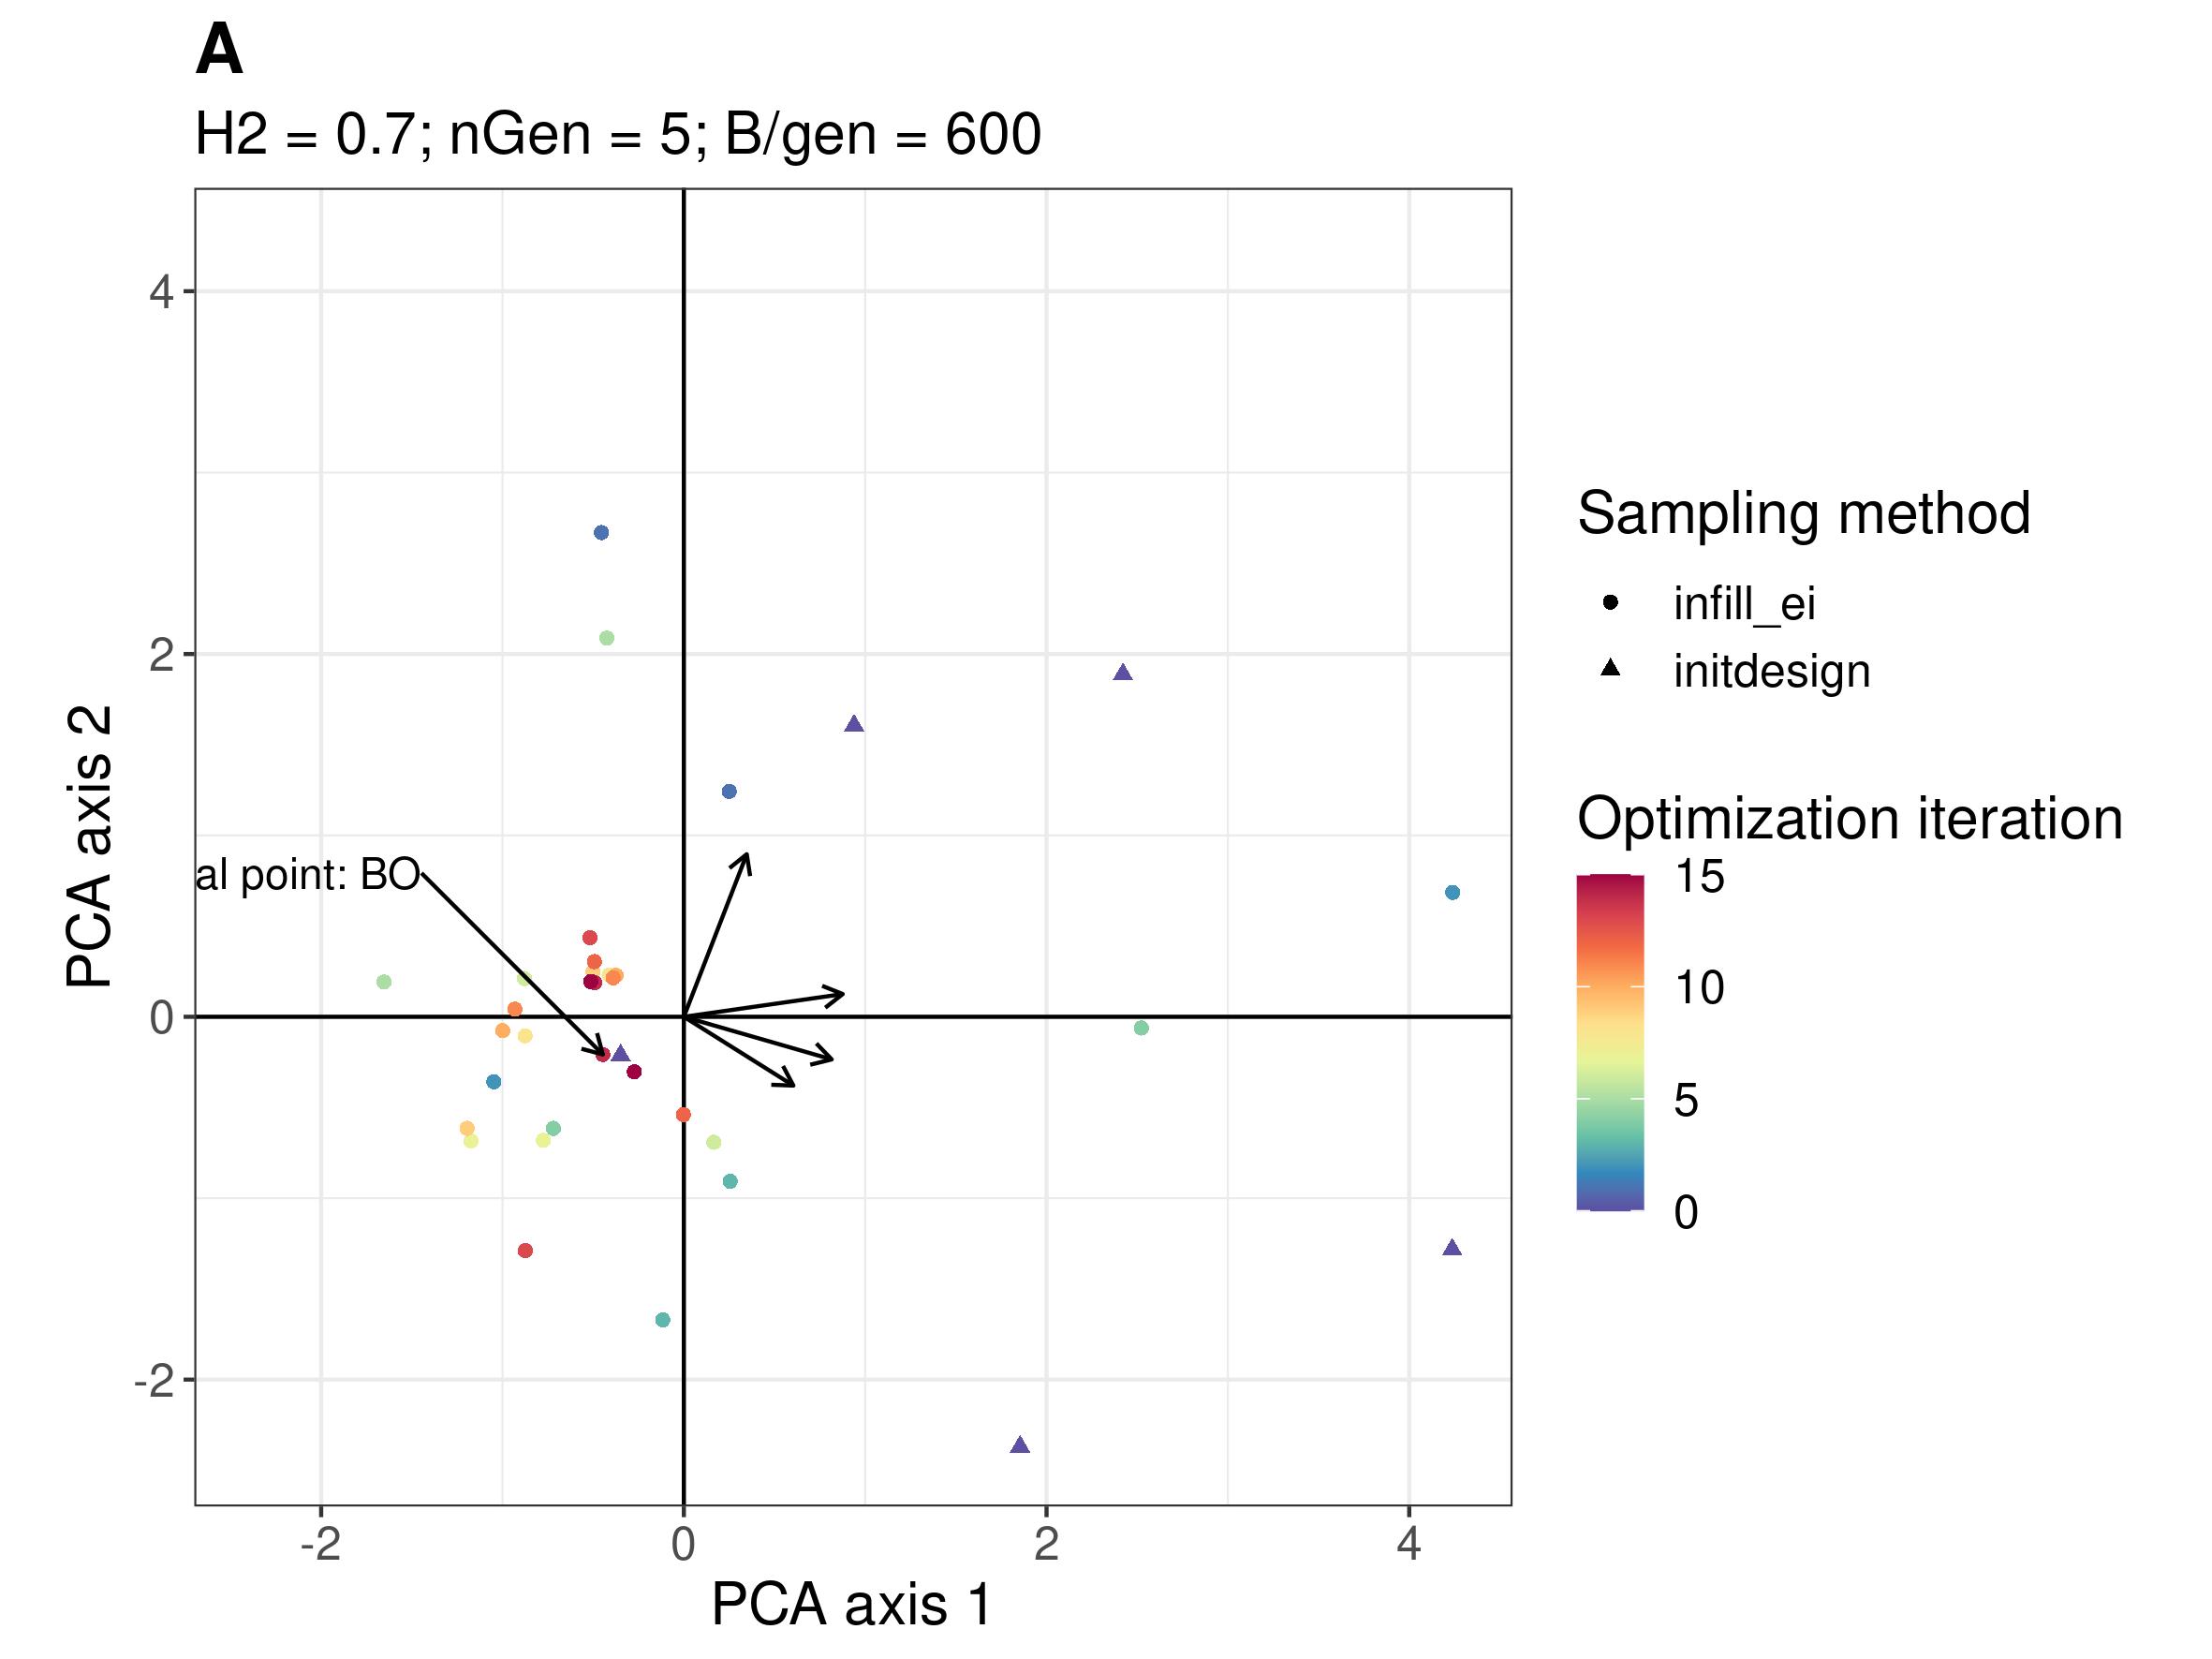 A
H2 = 0.7; nGen = 5; B/gen = 600
4
2
0
-2
PCA axis 2
al point: BO
-2
0
2
4
PCA axis 1
Sampling method
infill_ei
initdesign
Optimization iteration
15
10
5
0